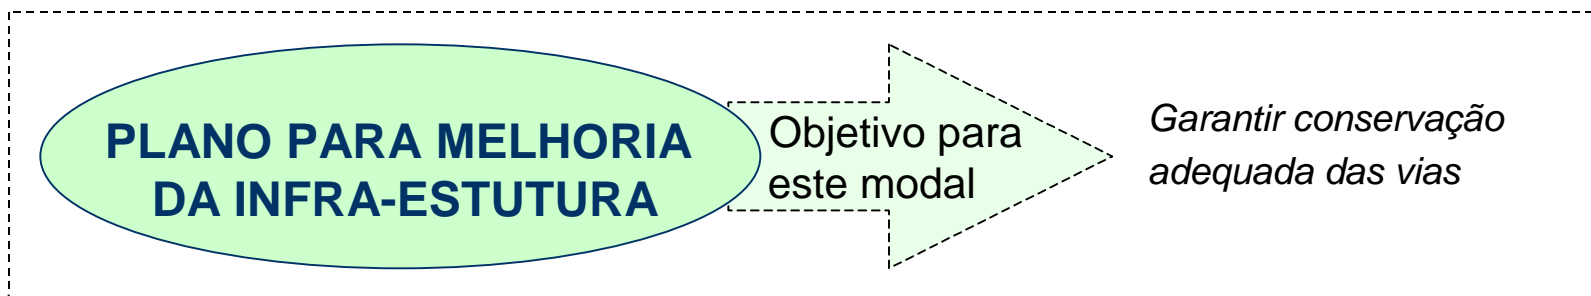 PLANO PARA MELHORIA
DA INFRA-ESTUTURA
Objetivo para
este modal
Garantir conservação
adequada das vias